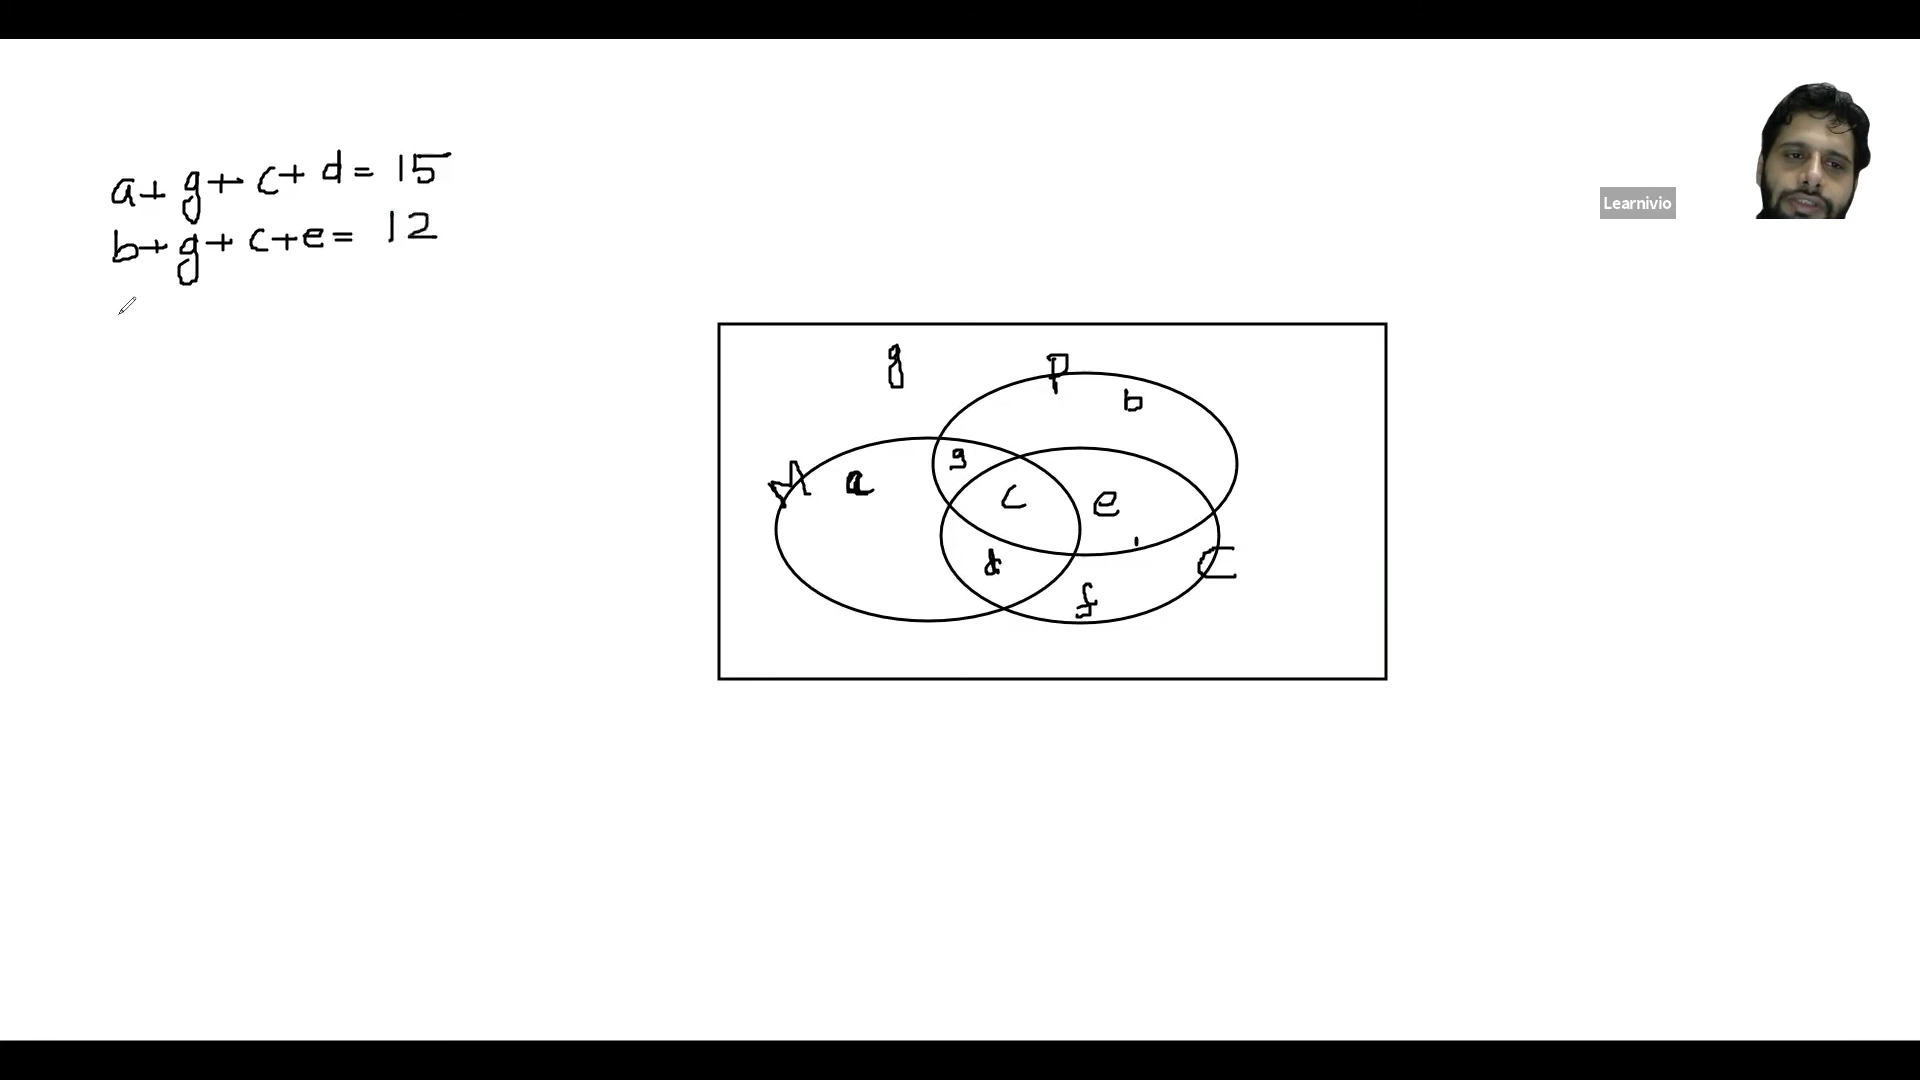 a+ g+ c+ d= 15
b+ g+ c+e= 12
Learnivio
g
P
b
g
A
a
c
e
d
C
f